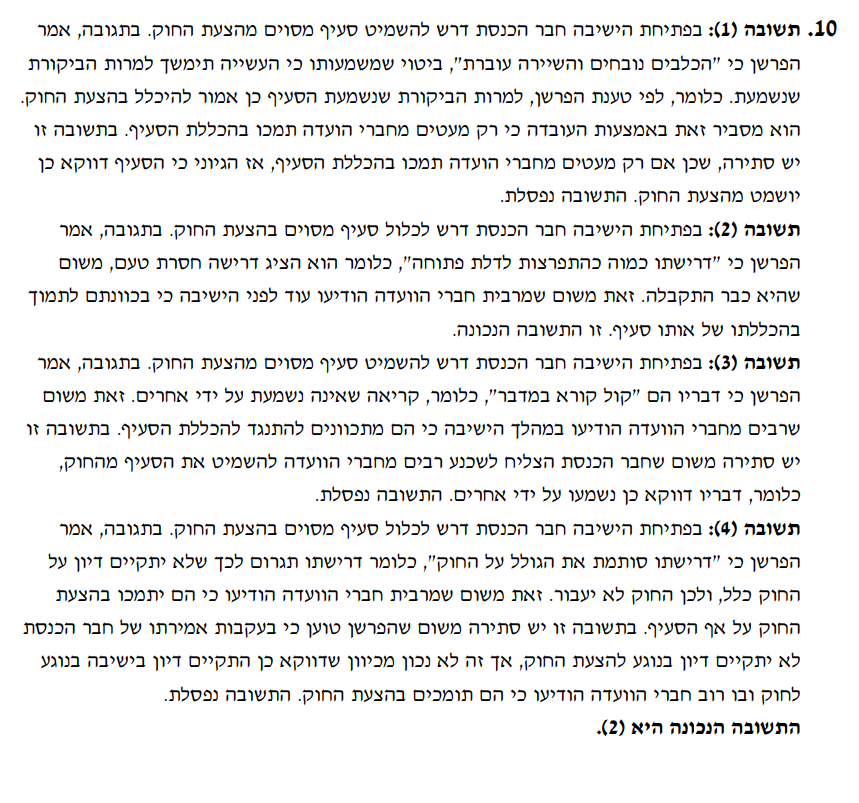 10. תשובה (1): בפתיחת הישיבה חבר הכנסת דרש להשמיט סעיף מסוים מהצעת החוק. בתגובה, אמר
הפרשן כי "הכלבים נובחים והשיירה עוברת", ביטוי שמשמעותו כי העשייה תימשך למרות הביקורת
שנשמעת. כלומר, לפי טענת הפרשן, למרות הביקורת שנשמעת הסעיף כן אמור להיכלל בהצעת החוק.
הוא מסביר זאת באמצעות העובדה כי רק מעטים מחברי הועדה תמכו בהכללת הסעיף. בתשובה זו
יש סתירה, שכן אם רק מעטים מחברי הועדה תמכו בהכללת הסעיף, אז הגיוני כי הסעיף דווקא כן
יושמט מהצעת החוק. התשובה נפסלת.
תשובה (2): בפתיחת הישיבה חבר הכנסת דרש לכלול סעיף מסוים בהצעת החוק. בתגובה, אמר
הפרשן כי "דרישתו כמוה כהתפרצות לדלת פתוחה", כלומר הוא הציג דרישה חסרת טעם, משום
שהיא כבר התקבלה. זאת משום שמרבית חברי הוועדה הודיעו עוד לפני הישיבה כי בכוונתם לתמוך
בהכללתו של אותו סעיף. זו התשובה הנכונה.
תשובה (3): בפתיחת הישיבה חבר הכנסת דרש להשמיט סעיף מסוים מהצעת החוק. בתגובה, אמר
הפרשן כי דבריו הם "קול קורא במדבר", כלומר, קריאה שאינה נשמעת על ידי אחרים. זאת משום
שרבים מחברי הוועדה הודיעו במהלך הישיבה כי הם מתכוונים להתנגד להכללת הסעיף. בתשובה זו
יש סתירה משום שחבר הכנסת הצליח לשכנע רבים מחברי הוועדה להשמיט את הסעיף מהחוק,
כלומר, דבריו דווקא כן נשמעו על ידי אחרים. התשובה נפסלת.
תשובה (4): בפתיחת הישיבה חבר הכנסת דרש לכלול סעיף מסוים בהצעת החוק. בתגובה, אמר
הפרשן כי "דרישתו סותמת את הגולל על החוק", כלומר דרישתו תגרום לכך שלא יתקיים דיון על
החוק כלל, ולכן החוק לא יעבור. זאת משום שמרבית חברי הוועדה הודיעו כי הם יתמכו בהצעת
החוק על אף הסעיף. בתשובה זו יש סתירה משום שהפרשן טוען כי בעקבות אמירתו של חבר הכנסת
לא יתקיים דיון בנוגע להצעת החוק, אך זה לא נכון מכיוון שדווקא כן התקיים דיון בישיבה בנוגע
לחוק ובו רוב חברי הוועדה הודיעו כי הם תומכים בהצעת החוק. התשובה נפסלת.
התשובה הנכונה היא (2).